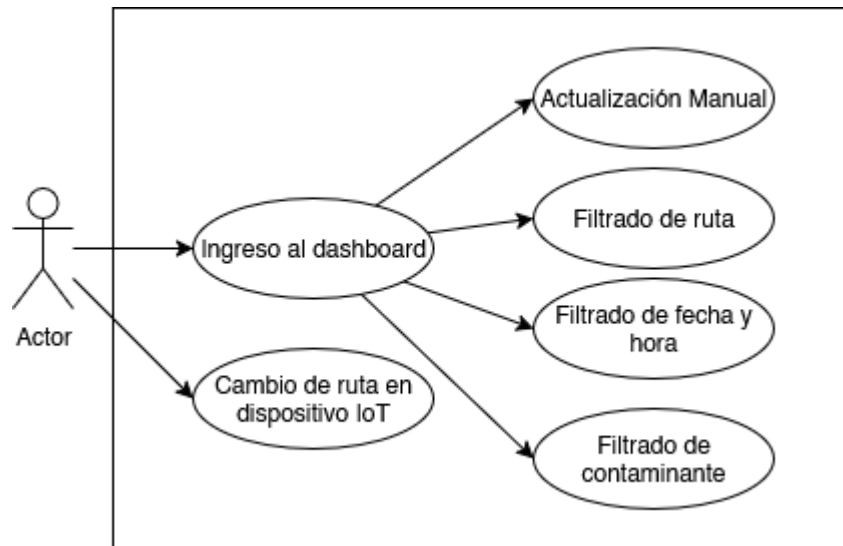 Actualización Manual
Filtrado de ruta
Ingreso al dashboard
Filtrado de fecha y
hora
Actor
Cambio de ruta en
dispositivo IoT
Filtrado de
contaminante